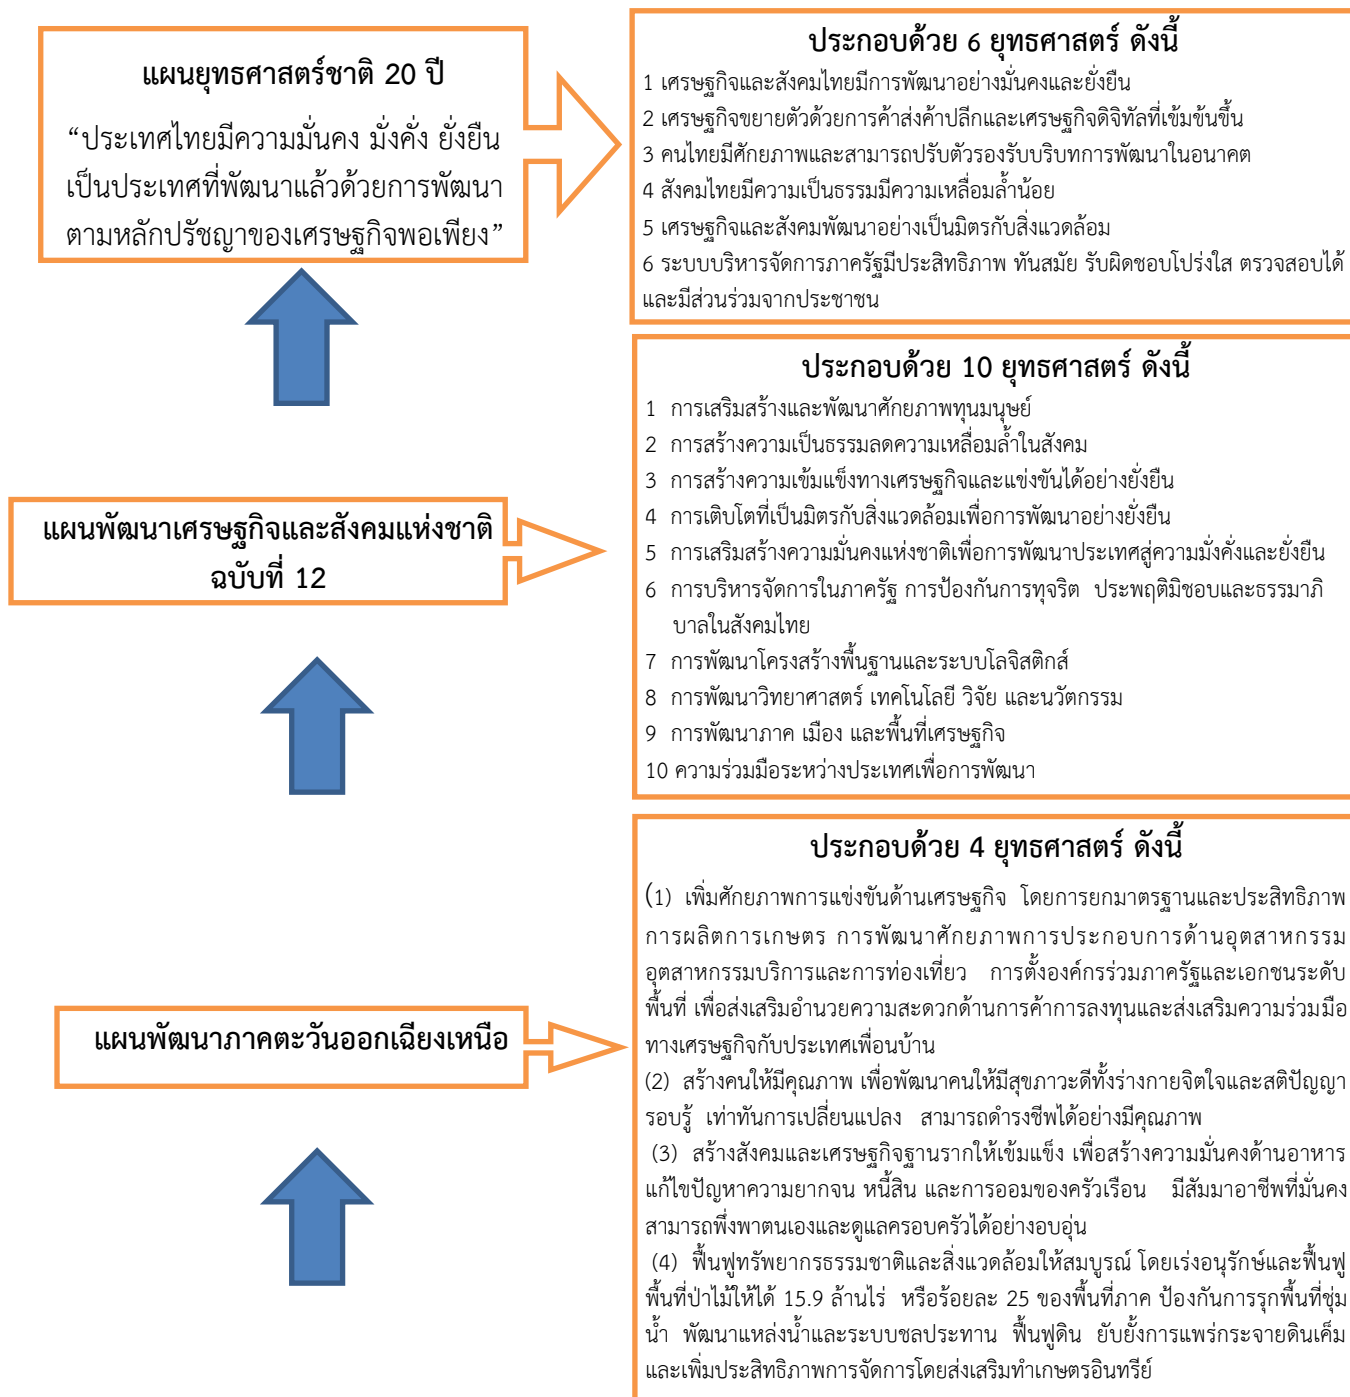 แผนยุทธศาสตร์ชาติ 20 ปี
“ประเทศไทยมีความมั่นคง มั่งคั่ง ยั่งยืน
เป็นประเทศที่พัฒนาแล้วด้วยการพัฒนา
ตามหลักปรัชญาของเศรษฐกิจพอเพียง”
ประกอบด้วย 6 ยุทธศาสตร์ ดังนี้
1 เศรษฐกิจและสังคมไทยมีการพัฒนาอย่างมั่นคงและยั่งยืน
2 เศรษฐกิจขยายตัวด้วยการค้าส่งค้าปลีกและเศรษฐกิจดิจิทัลที่เข้มข้นขึ้น
3 คนไทยมีศักยภาพและสามารถปรับตัวรองรับบริบทการพัฒนาในอนาคต
4 สังคมไทยมีความเป็นธรรมมีความเหลื่อมล้ำน้อย
5 เศรษฐกิจและสังคมพัฒนาอย่างเป็นมิตรกับสิ่งแวดล้อม
6 ระบบบริหารจัดการภาครัฐมีประสิทธิภาพ ทันสมัย รับผิดชอบโปร่งใส ตรวจสอบได้
และมีส่วนร่วมจากประชาชน
แผนพัฒนาเศรษฐกิจและสังคมแห่งชาติ
ฉบับที่ 12
ประกอบด้วย 10 ยุทธศาสตร์ ดังนี้
1 การเสริมสร้างและพัฒนาศักยภาพทุนมนุษย์
2 การสร้างความเป็นธรรมลดความเหลื่อมล้ำในสังคม
3 การสร้างความเข้มแข็งทางเศรษฐกิจและแข่งขันได้อย่างยั่งยืน
4 การเติบโตที่เป็นมิตรกับสิ่งแวดล้อมเพื่อการพัฒนาอย่างยั่งยืน
5 การเสริมสร้างความมั่นคงแห่งชาติเพื่อการพัฒนาประเทศสู่ความมั่งคั่งและยั่งยืน
6 การบริหารจัดการในภาครัฐ การป้องกันการทุจริต ประพฤติมิชอบและธรรมาภิ
บาลในสังคมไทย
7 การพัฒนาโครงสร้างพื้นฐานและระบบโลจิสติกส์
8 การพัฒนาวิทยาศาสตร์ เทคโนโลยี วิจัย และนวัตกรรม
9 การพัฒนาภาค เมือง และพื้นที่เศรษฐกิจ
10 ความร่วมมือระหว่างประเทศเพื่อการพัฒนา
แผนพัฒนาภาคตะวันออกเฉียงเหนือ
ประกอบด้วย 4 ยุทธศาสตร์ ดังนี้
(1) เพิ่มศักยภาพการแข่งขันด้านเศรษฐกิจ โดยการยกมาตรฐานและประสิทธิภาพ
การผลิตการเกษตร การพัฒนาศักยภาพการประกอบการด้านอุตสาหกรรม
อุตสาหกรรมบริการและการท่องเที่ยว การตั้งองค์กรร่วมภาครัฐและเอกชนระดับ
พื้นที่ เพื่อส่งเสริมอำนวยความสะดวกด้านการค้าการลงทุนและส่งเสริมความร่วมมือ
ทางเศรษฐกิจกับประเทศเพื่อนบ้าน
(2) สร้างคนให้มีคุณภาพ เพื่อพัฒนาคนให้มีสุขภาวะดีทั้งร่างกายจิตใจและสติปัญญา
รอบรู้ เท่าทันการเปลี่ยนแปลง สามารถดำรงชีพได้อย่างมีคุณภาพ
(3) สร้างสังคมและเศรษฐกิจฐานรากให้เข้มแข็ง เพื่อสร้างความมั่นคงด้านอาหาร
แก้ไขปัญหาความยากจน หนี้สิน และการออมของครัวเรือน มีสัมมาอาชีพที่มั่นคง
สามารถพึ่งพาตนเองและดูแลครอบครัวได้อย่างอบอุ่น
(4) ฟื้นฟูทรัพยากรธรรมชาติและสิ่งแวดล้อมให้สมบูรณ์ โดยเร่งอนุรักษ์และฟื้นฟู
พื้นที่ป่าไม้ให้ได้ 15.9 ล้านไร่ หรือร้อยละ 25 ของพื้นที่ภาค ป้องกันการรุกพื้นที่ชุ่ม
น้ำ พัฒนาแหล่งน้ำและระบบชลประทาน ฟื้นฟูดิน ยับยั้งการแพร่กระจายดินเค็ม
และเพิ่มประสิทธิภาพการจัดการโดยส่งเสริมทำเกษตรอินทรีย์